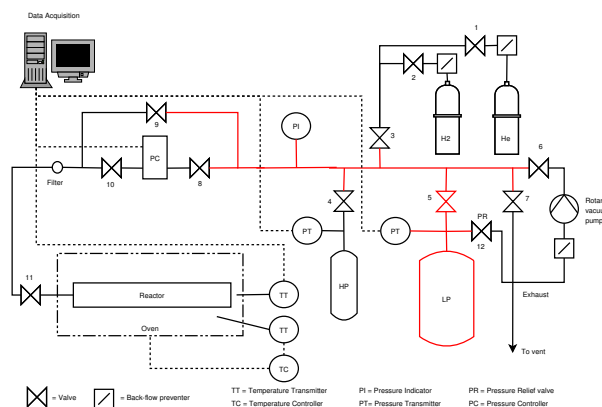 Data Acquisition
1
2
H2
He
3
9
PI
PC
10
8
Filter
6
4
5
7
PR
12
PT
PT
Rotary
vacuum
pump
HP
LP
Exhaust
11
Reactor
Oven
TT
TT
TC
To vent
= Valve
= Back-flow preventer
TT = Temperature Transmitter
TC = Temperature Controller
PI = Pressure Indicator
PT= Pressure Transmitter
PR = Pressure Relief valve
PC = Pressure Controller